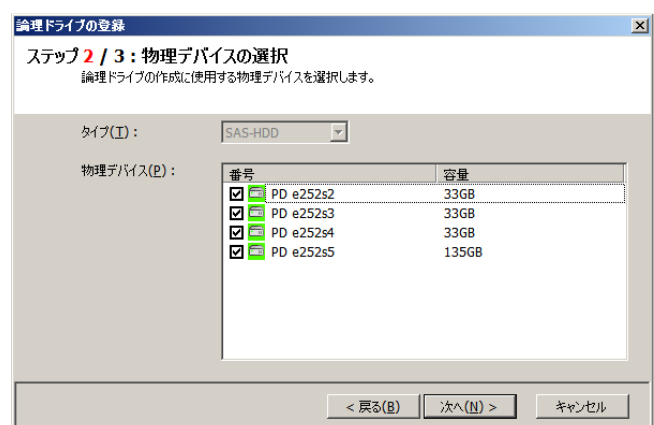 論理ドライブの登録
ステップ 2 / 3：物理デバイスの選択
論理ドライブの作成に使用する物理デバイスを選択します。
タイプ(T)： SAS-HDD
物理デバイス(P)：
番号 容量
PD e252s2 33GB
PD e252s3 33GB
PD e252s4 33GB
PD e252s5 135GB
< 戻る(B) 次へ(N) > キャンセル